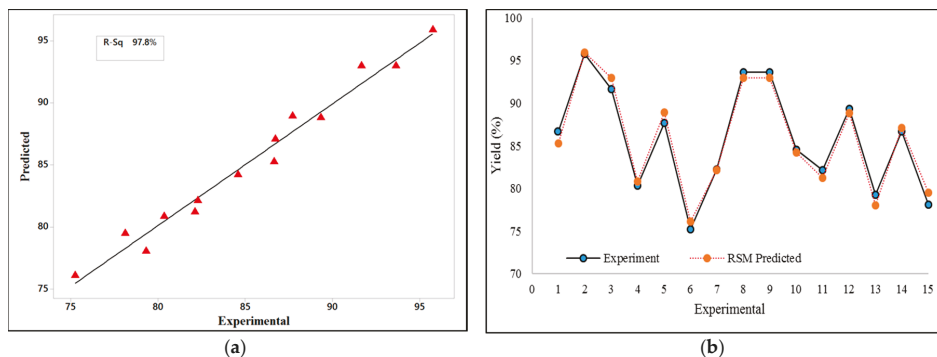 95
90
85
80
75
Predicted
R-Sq 97.8%
75 80 85 90 95
Experimental
(a)
100
95
90
85
80
75
70
Yield (%)
Experiment RSM Predicted
0 1 2 3 4 5 6 7 8 9 10 11 12 13 14 15
Experimental
(b)